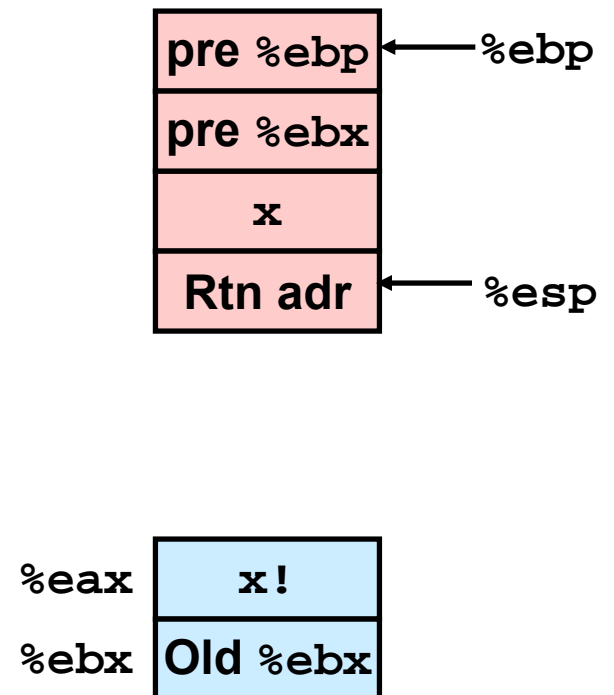 pre %ebp %ebp
pre %ebx
x
Rtn adr %esp
%eax x!
%ebx Old %ebx